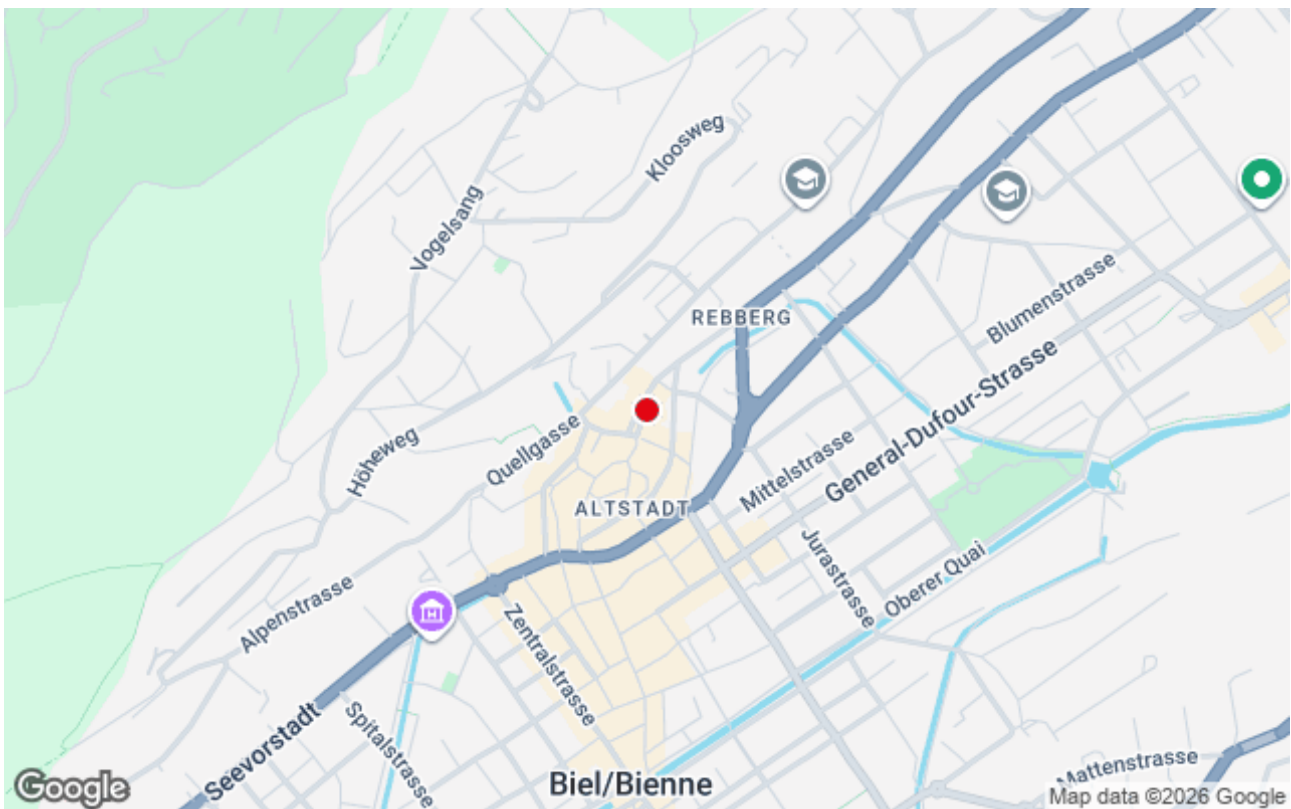 Kloosweg
Vogelsang
REBBERG
Blumenstrasse
General-Dufour-Strasse
Höheweg
Quellgasse
Mittelstrasse
ALTSTADT
Jurastrasse
Oberer Quai
Alpenstrasse
Zentralstrasse
Seevorstadt
Spitalstrasse
Mattenstrasse
Biel/Bienne
Google
Map data ©2026 Google